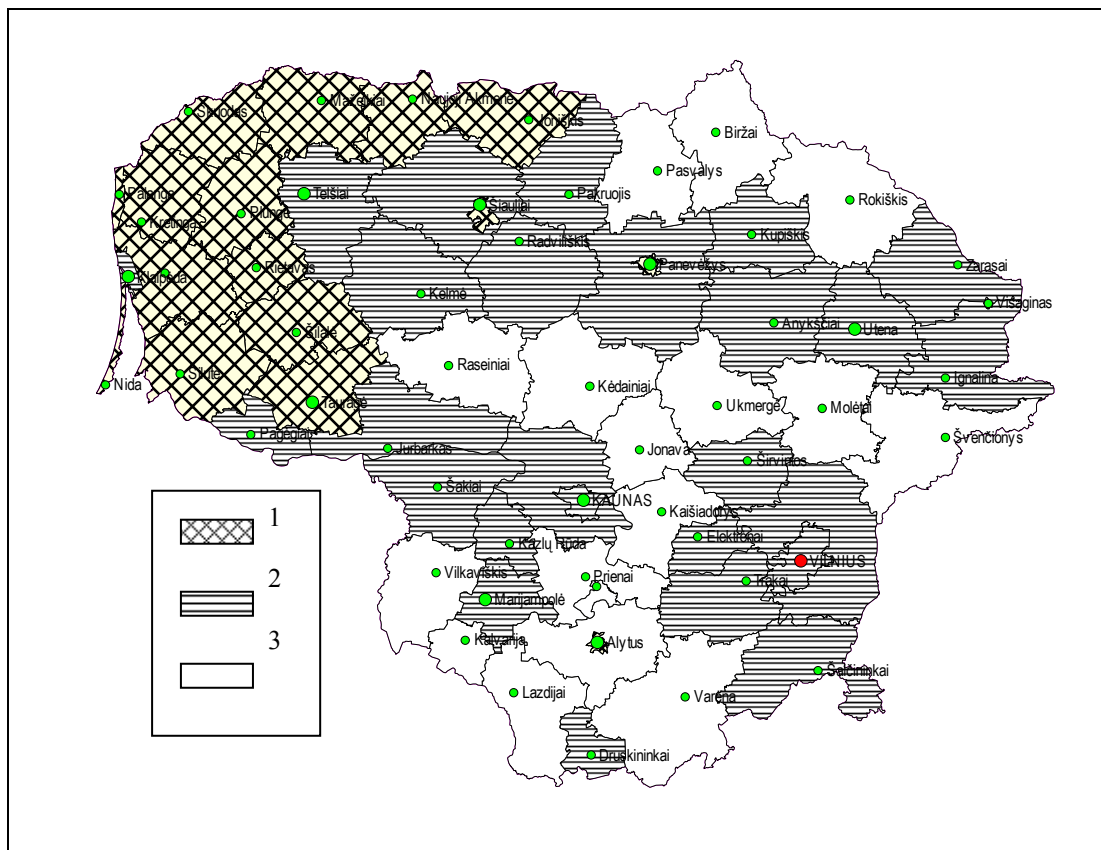 Mažeikiai
Naujoji Akmenė
Skuodas
Joniškis
Biržai
Pasvalys
Palanga
Telšiai
Pakruojis
Rokiškis
Šiauliai
Plungė
Kretinga
Kupiškis
Radviliškis
Rietavas
Panevėžys
Zarasai
Klaipėda
Kelmė
Visaginas
Anykščiai
Utena
Šilalė
Raseiniai
Šilutė
Nida
Kėdainiai
Ignalina
Tauragė
Ukmergė
Molėtai
Pagėgiai
Švenčionys
Jurbarkas
Jonava
Širvintos
Šakiai
KAUNAS
Kaišiadorys
1
Elektrėnai
Kazlų Rūda
VILNIUS
Vilkaviškis
Prienai
2
Trakai
Marijampolė
3
Kalvarija
Alytus
Šalčininkai
Lazdijai
Varėna
Druskininkai